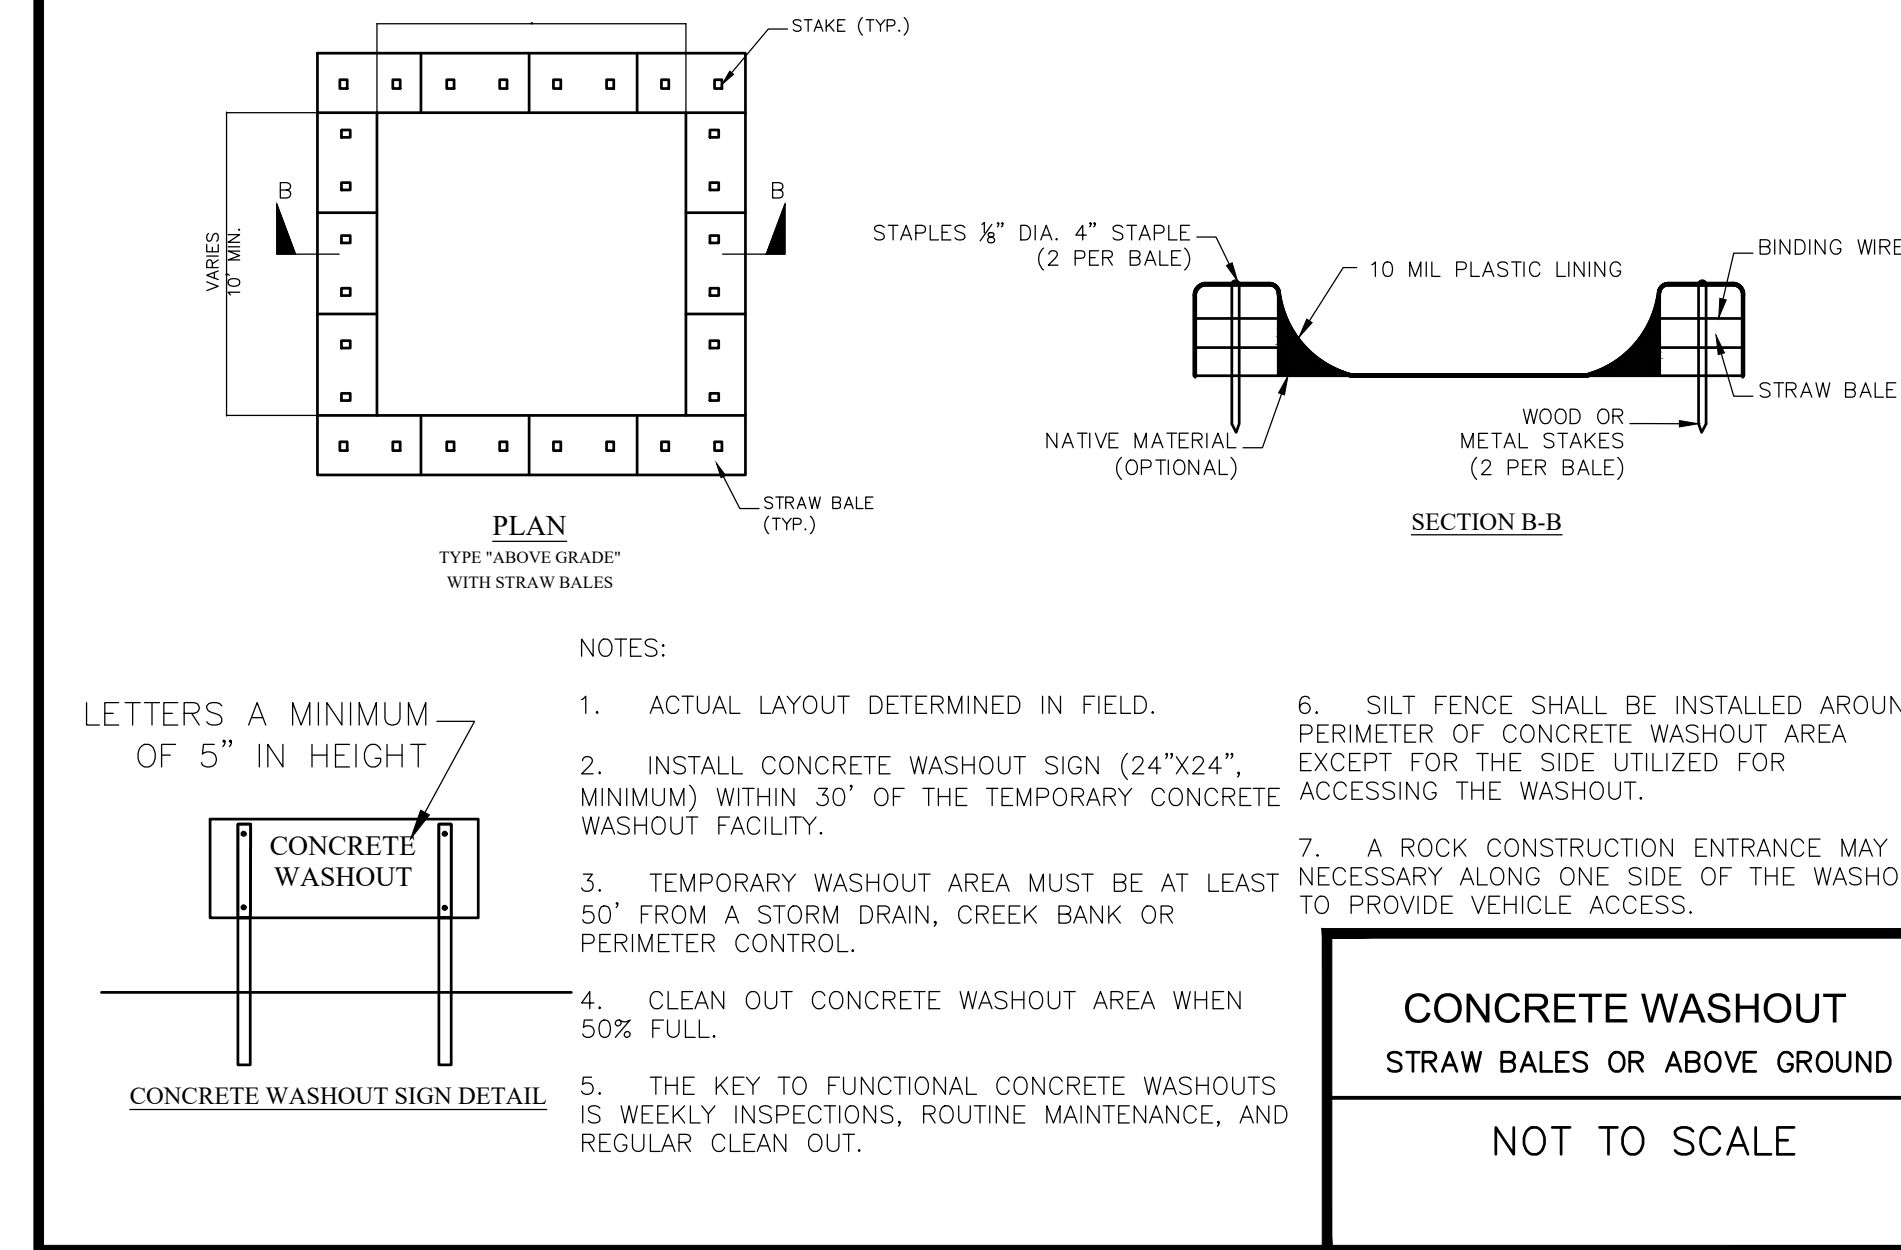 STAKE (TYP.)
B
B
VARIES
10' MIN.
STRAW BALE
(TYP.)
PLAN
TYPE "ABOVE GRADE"
WITH STRAW BALES
STAPLES ⅛" DIA. 4" STAPLE
(2 PER BALE)
10 MIL PLASTIC LINING
BINDING WIRE
STRAW BALE
NATIVE MATERIAL
(OPTIONAL)
WOOD OR
METAL STAKES
(2 PER BALE)
SECTION B-B
LETTERS A MINIMUM
OF 5" IN HEIGHT
CONCRETE
WASHOUT
CONCRETE WASHOUT SIGN DETAIL
NOTES:
1. ACTUAL LAYOUT DETERMINED IN FIELD.
2. INSTALL CONCRETE WASHOUT SIGN (24"X24",
MINIMUM) WITHIN 30' OF THE TEMPORARY CONCRETE
WASHOUT FACILITY.
3. TEMPORARY WASHOUT AREA MUST BE AT LEAST
50' FROM A STORM DRAIN, CREEK BANK OR
PERIMETER CONTROL.
4. CLEAN OUT CONCRETE WASHOUT AREA WHEN
50% FULL.
5. THE KEY TO FUNCTIONAL CONCRETE WASHOUTS
IS WEEKLY INSPECTIONS, ROUTINE MAINTENANCE, AND
REGULAR CLEAN OUT.
6. SILT FENCE SHALL BE INSTALLED AROUN
PERIMETER OF CONCRETE WASHOUT AREA
EXCEPT FOR THE SIDE UTILIZED FOR
ACCESSING THE WASHOUT.
7. A ROCK CONSTRUCTION ENTRANCE MAY
NECESSARY ALONG ONE SIDE OF THE WASHO
TO PROVIDE VEHICLE ACCESS.
CONCRETE WASHOUT
STRAW BALES OR ABOVE GROUND
NOT TO SCALE